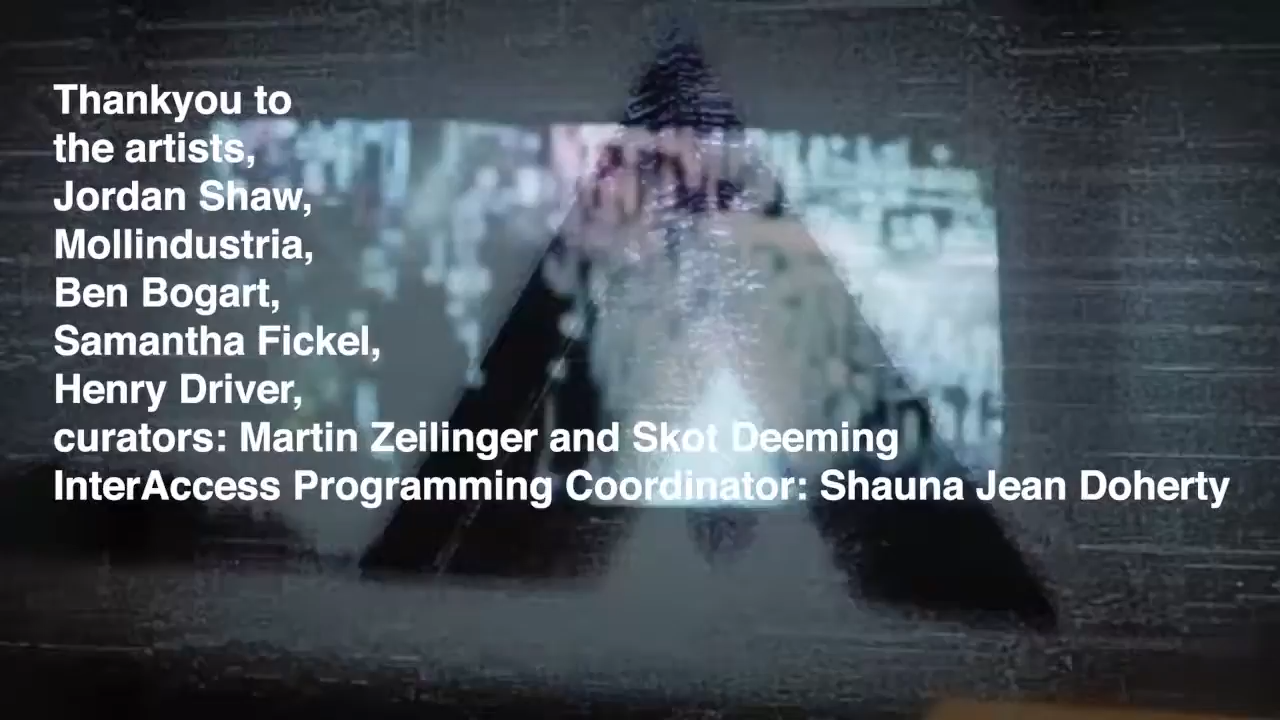 Thankyou to
the artists,
Jordan Shaw,
Mollindustria,
Ben Bogart,
Samantha Fickel,
Henry Driver,
curators: Martin Zeilinger and Skot Deeming
InterAccess Programming Coordinator: Shauna Jean Doherty